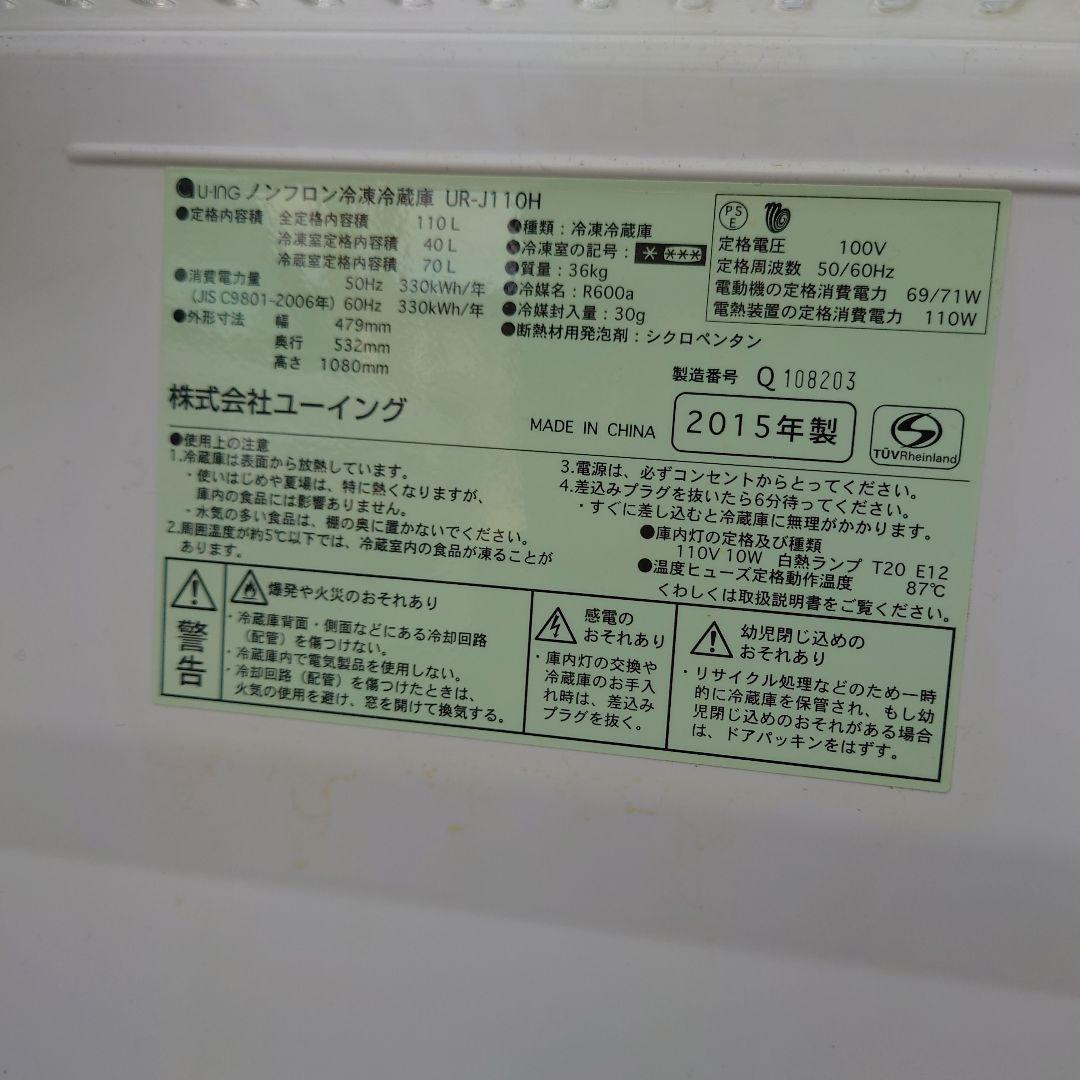 U-ING ノンフロン冷凍冷蔵庫 UR-J110H
●定格内容積 全定格内容積 110 L
冷凍室定格内容積 40 L
冷蔵室定格内容積 70 L
●消費電力量 50Hz 330kWh/年
(JIS C9801-2006年) 60Hz 330kWh/年
●外形寸法 幅 479mm
奥行 532mm
高さ 1080mm
●種類：冷凍冷蔵庫
●冷凍室の記号：* ***
●質量：36kg
●冷媒名：R600a
●冷媒封入量：30g
●断熱材用発泡剤：シクロペンタン
PSE
定格電圧 100V
定格周波数 50/60Hz
電動機の定格消費電力 69/71W
電熱装置の定格消費電力 110W
製造番号 Q 108203
株式会社ユーイング
MADE IN CHINA
2015年製
TÜVRheinland
●使用上の注意
1.冷蔵庫は表面から放熱しています。
・使いはじめや夏場は、特に熱くなりますが、
庫内の食品には影響ありません。
・水気の多い食品は、棚の奥に置かないでください。
2.周囲温度が約5℃以下では、冷蔵室内の食品が凍ることが
あります。
3.電源は、必ずコンセントからとってください。
4.差込みプラグを抜いたら6分待ってください。
・すぐに差し込むと冷蔵庫に無理がかかります。
●庫内灯の定格及び種類
110V 10W 白熱ランプ T20 E12
●温度ヒューズ定格動作温度 87℃
くわしくは取扱説明書をご覧ください。
警告
爆発や火災のおそれあり
・冷蔵庫背面・側面などにある冷却回路
（配管）を傷つけない。
・冷蔵庫内で電気製品を使用しない。
・冷却回路（配管）を傷つけたときは、
火気の使用を避け、窓を開けて換気する。
感電の
おそれあり
・庫内灯の交換や
冷蔵庫のお手入
れ時は、差込み
プラグを抜く。
幼児閉じ込めの
おそれあり
・リサイクル処理などのため一時
的に冷蔵庫を保管され、もし幼
児閉じ込めのおそれがある場合
は、ドアパッキンをはずす。